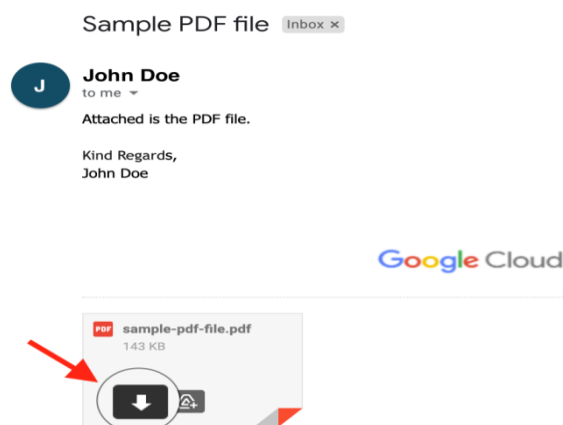 Sample PDF file Inbox ×
J
John Doe
to me
Attached is the PDF file.
Kind Regards,
John Doe
Google Cloud
PDF sample-pdf-file.pdf
143 KB